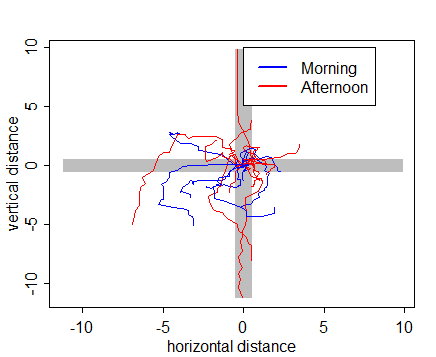 Morning
Afternoon
10
5
0
-5
-10
vertical distance
-10 -5 0 5 10
horizontal distance